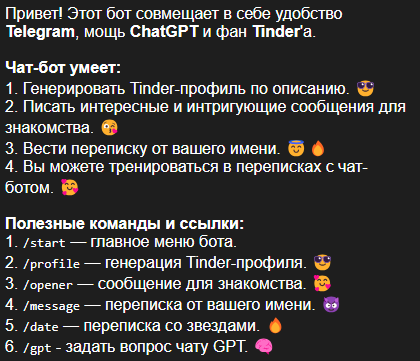 Привет! Этот бот совмещает в себе удобство
Telegram, мощь ChatGPT и фан Tinder'а.
Чат-бот умеет:
1. Генерировать Tinder-профиль по описанию. 😎
2. Писать интересные и интригующие сообщения для
знакомства. 😘
3. Вести переписку от вашего имени. 😇 🔥
4. Вы можете тренироваться в переписках с чат-
ботом. 🥰
Полезные команды и ссылки:
1. /start — главное меню бота.
2. /profile — генерация Tinder-профиля. 😎
3. /opener — сообщение для знакомства. 🥰
4. /message — переписка от вашего имени. 😈
5. /date — переписка со звездами. 🔥
6. /gpt - задать вопрос чату GPT. 🧠